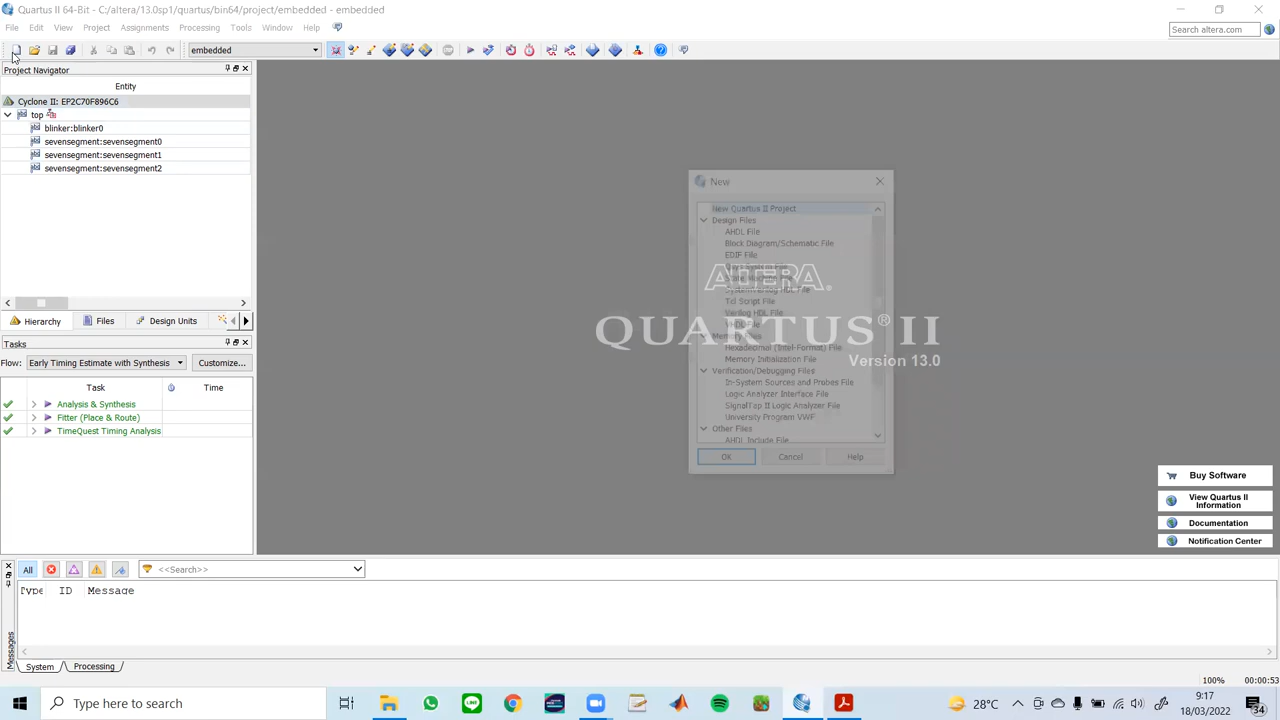 Quartus II 64-Bit - C:/altera/13.0sp1/quartus/bin64/project/embedded - embedded
File Edit View Project Assignments Processing Tools Window Help
Search altera.com
embedded
Project Navigator
Entity
Cyclone II: EP2C70F896C6
top
blinker:blinker0
sevensegment:sevensegment0
sevensegment:sevensegment1
sevensegment:sevensegment2
Hierarchy Files Design Units
Tasks
Flow: Early Timing Estimate with Synthesis Customize...
Task Time
Analysis & Synthesis
Fitter (Place & Route)
TimeQuest Timing Analysis
New
New Quartus II Project
Design Files
AHDL File
Block Diagram/Schematic File
EDIF File
Tcl Script File
Verilog HDL File
VHDL File
Memory Files
Hexadecimal (Intel-Format) File
Memory Initialization File
Verification/Debugging Files
In-System Sources and Probes File
Logic Analyzer Interface File
SignalTap II Logic Analyzer File
University Program VWF
Other Files
AHDL Include File
OK Cancel Help
ALTERA®
QUARTUS® II
Version 13.0
Buy Software
View Quartus II
Information
Documentation
Notification Center
All <<Search>>
Type ID Message
Messages
System Processing
100% 00:00:53
Type here to search
28°C
9:17
18/03/2022
34